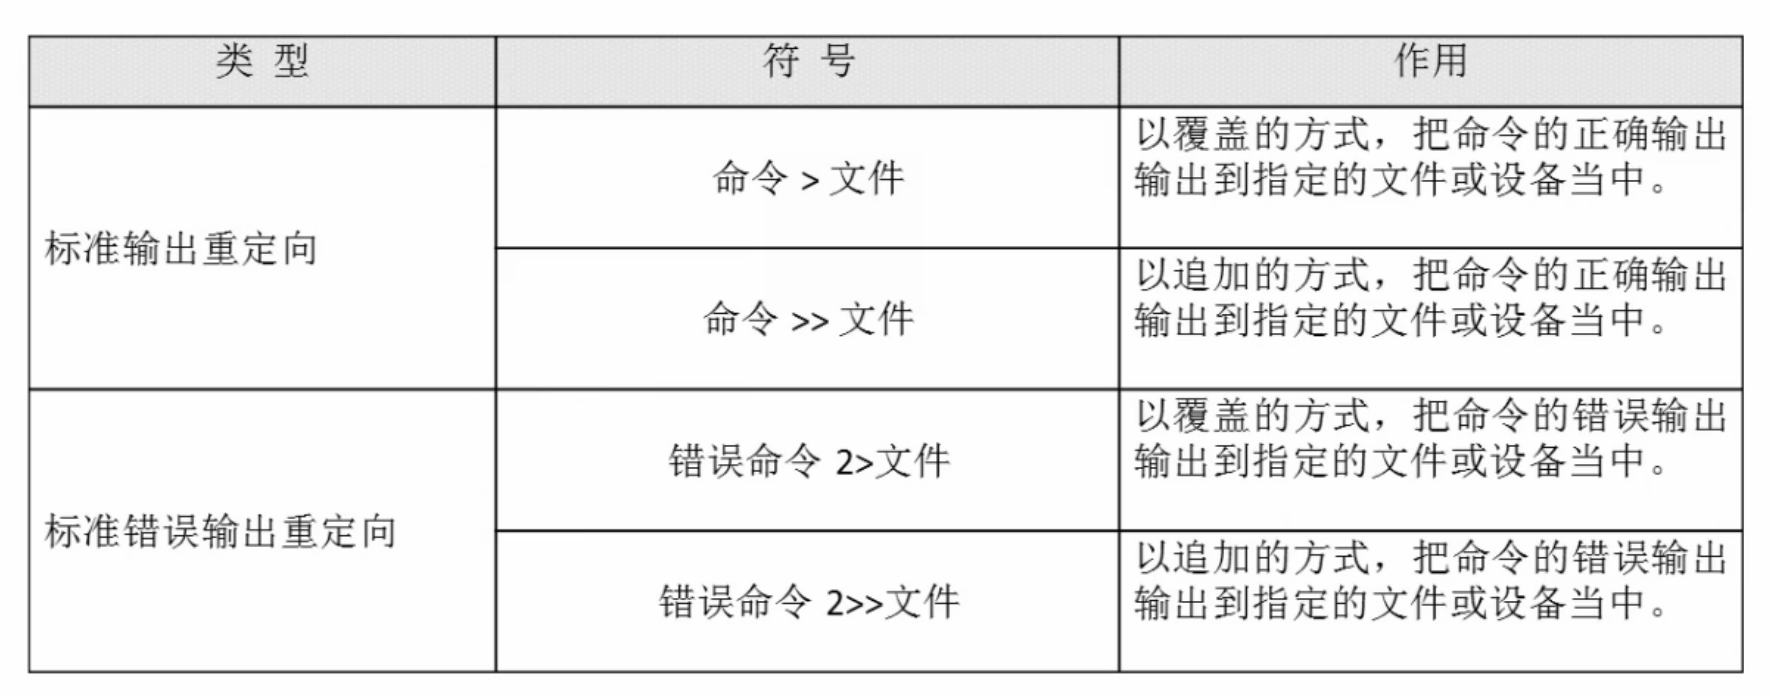 类 型
符 号
作用
标准输出重定向
命令 > 文件
以覆盖的方式，把命令的正确输出
输出到指定的文件或设备当中。
命令 >> 文件
以追加的方式，把命令的正确输出
输出到指定的文件或设备当中。
标准错误输出重定向
错误命令 2>文件
以覆盖的方式，把命令的错误输出
输出到指定的文件或设备当中。
错误命令 2>>文件
以追加的方式，把命令的错误输出
输出到指定的文件或设备当中。